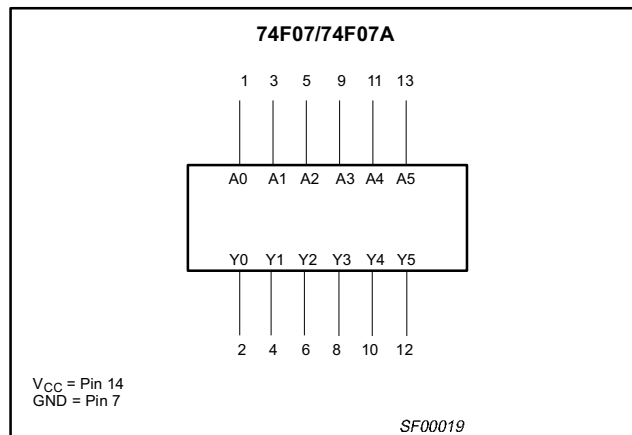 74F07/74F07A
1 3 5 9 11 13
A0 A1 A2 A3 A4 A5
Y0 Y1 Y2 Y3 Y4 Y5
2 4 6 8 10 12
VCC = Pin 14
GND = Pin 7
SF00019